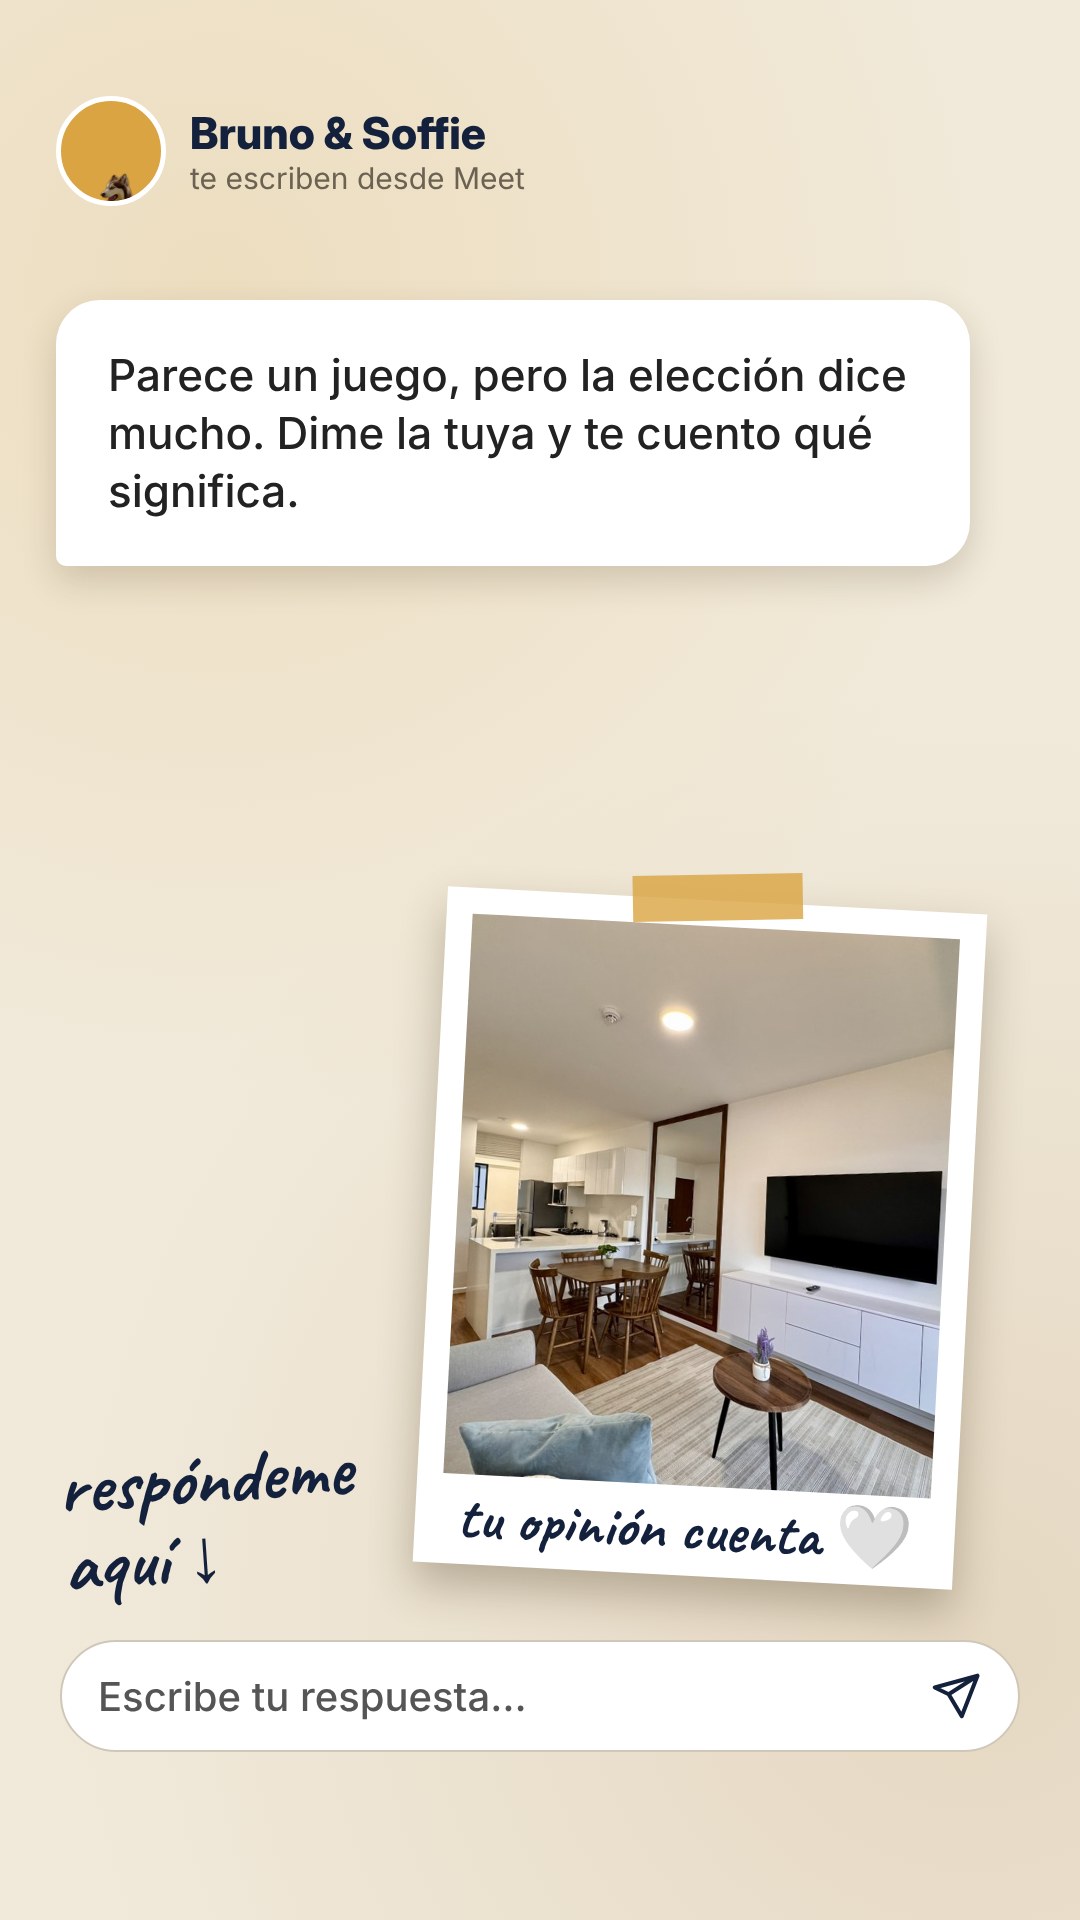 Bruno & Soffie
te escriben desde Meet
Parece un juego, pero la elección dice
mucho. Dime la tuya y te cuento qué
significa.
tu opinión cuenta 🤍
respóndeme
aquí ↓
Escribe tu respuesta...